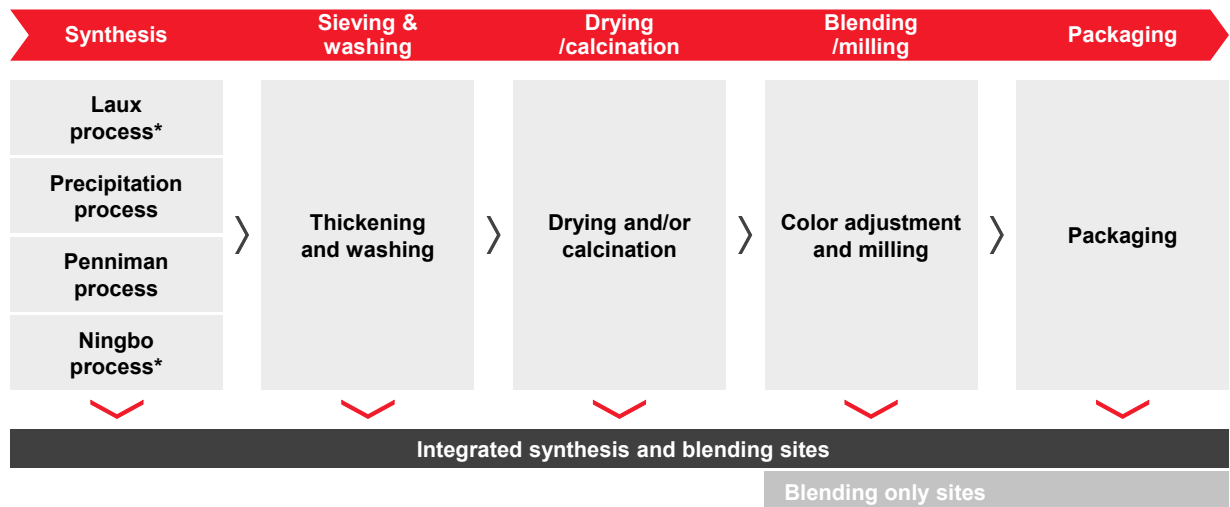 Synthesis
Sieving &
washing
Drying
/calcination
Blending
/milling
Packaging
Laux
process*
Precipitation
process
Penniman
process
Ningbo
process*
Thickening
and washing
Drying and/or
calcination
Color adjustment
and milling
Packaging
Integrated synthesis and blending sites
Blending only sites